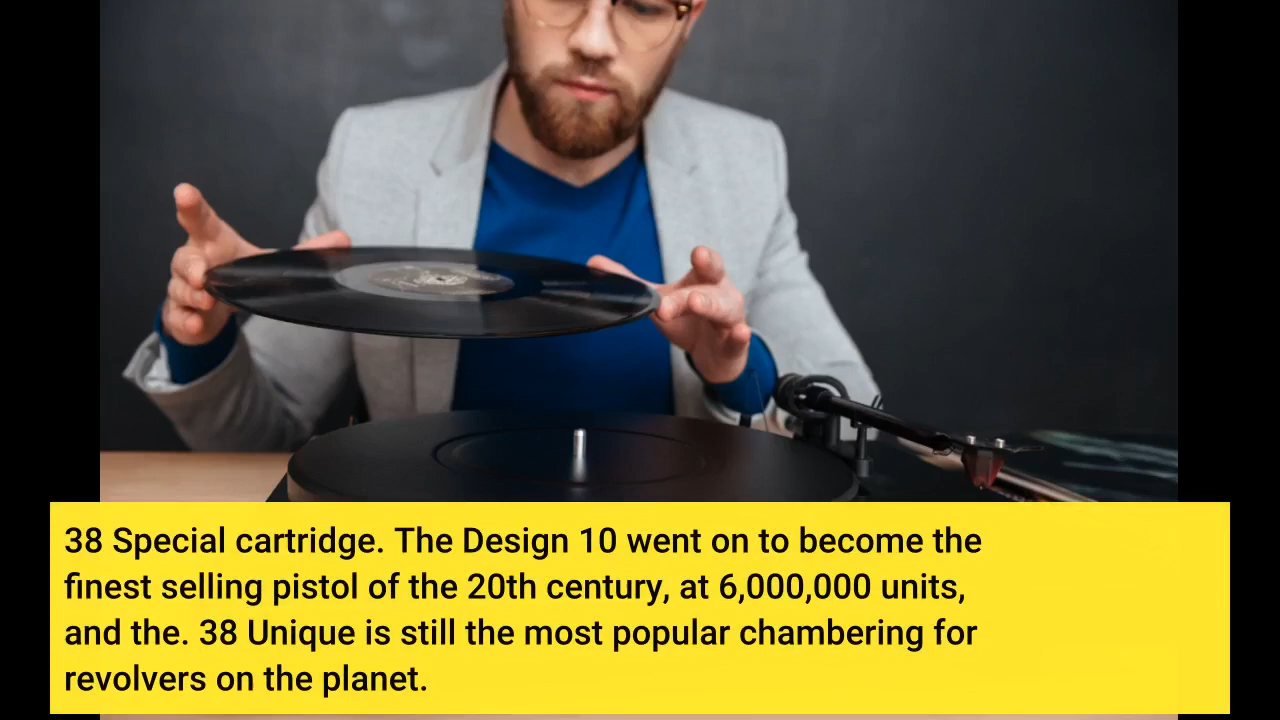 38 Special cartridge. The Design 10 went on to become the
finest selling pistol of the 20th century, at 6,000,000 units,
and the. 38 Unique is still the most popular chambering for
revolvers on the planet.